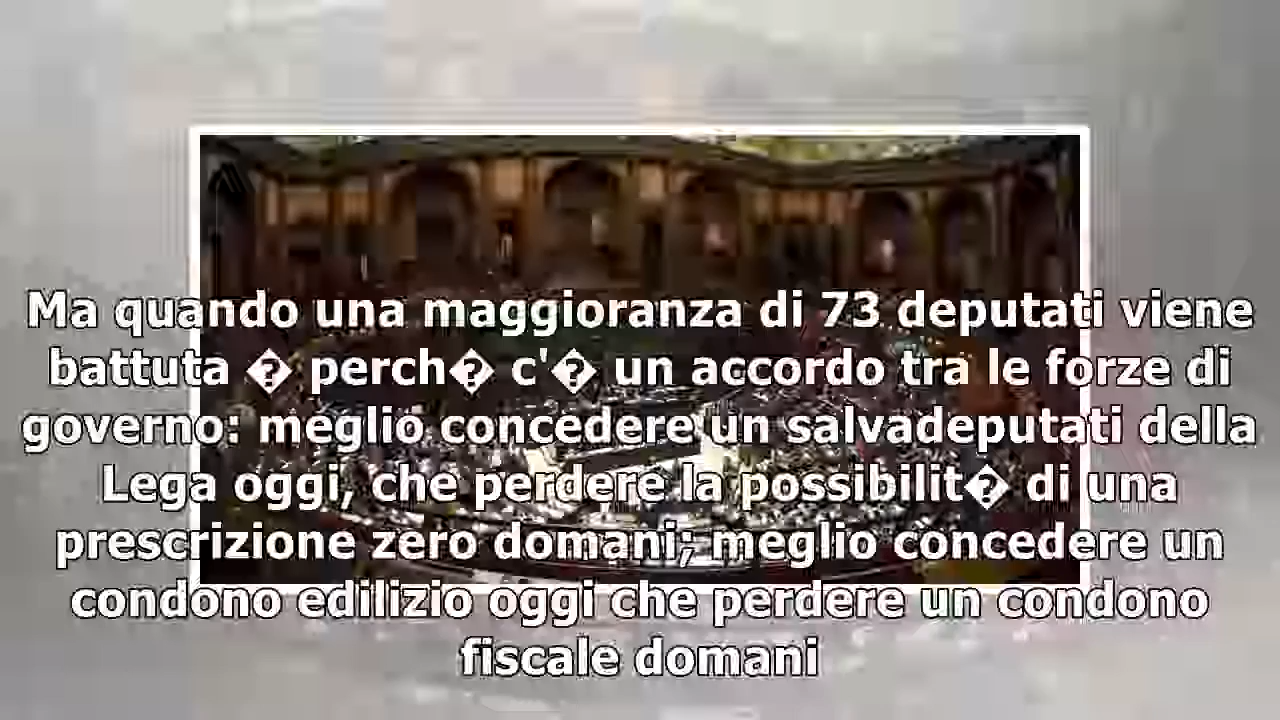 Ma quando una maggioranza di 73 deputati viene
battuta � perch� c'� un accordo tra le forze di
governo: meglio concedere un salvadeputati della
Lega oggi, che perdere la possibilit� di una
prescrizione zero domani; meglio concedere un
condono edilizio oggi che perdere un condono
fiscale domani